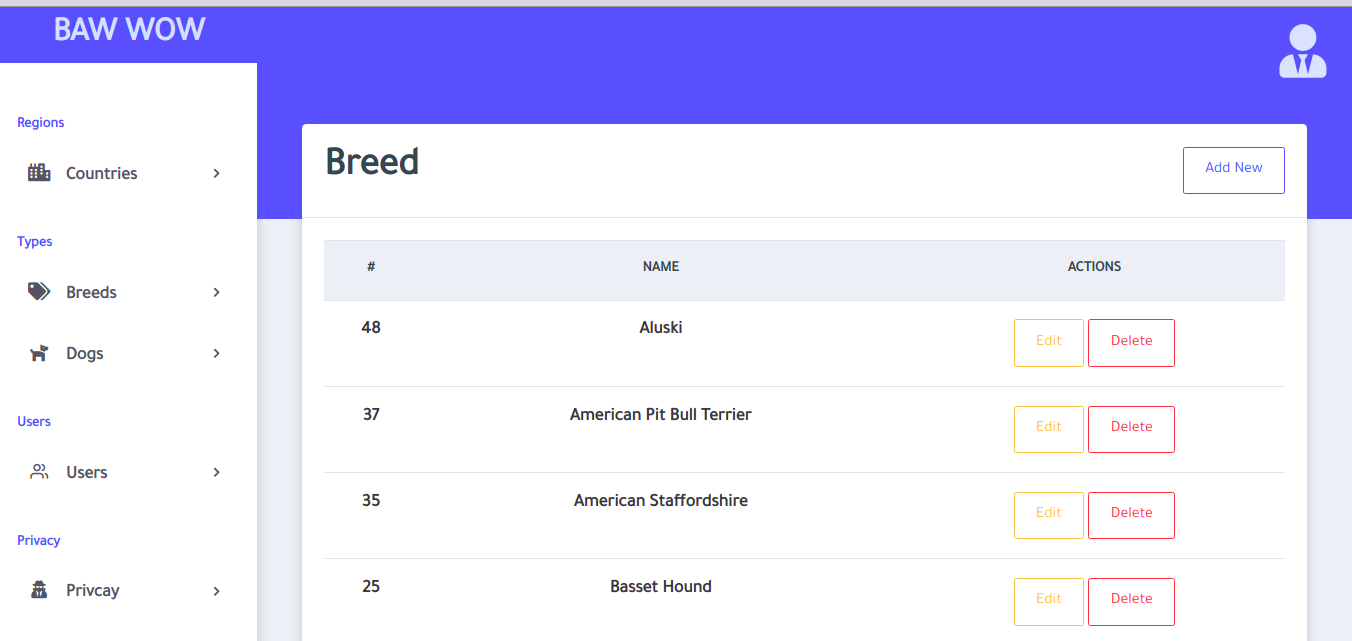 BAW WOW
Regions
Countries
Types
Breeds
Dogs
Users
Users
Privacy
Privcay
Breed
Add New
# NAME ACTIONS
48 Aluski Edit Delete
37 American Pit Bull Terrier Edit Delete
35 American Staffordshire Edit Delete
25 Basset Hound Edit Delete